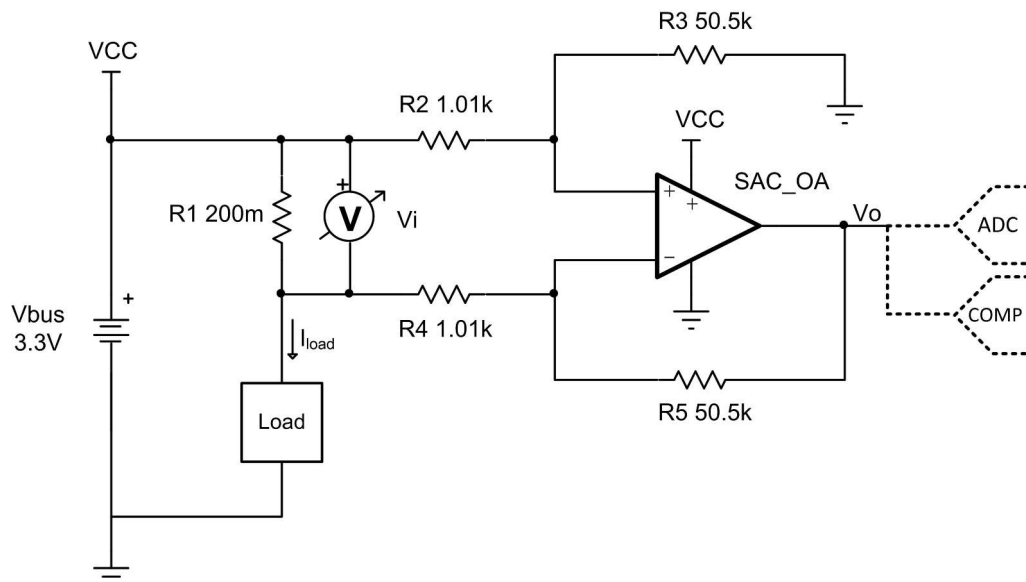 R3 50.5k
VCC
R2 1.01k
VCC
SAC_OA
+
+
+
R1 200m
V
Vi
Vo
ADC
−
+
Vbus
3.3V
R4 1.01k
COMP
Iload
R5 50.5k
Load